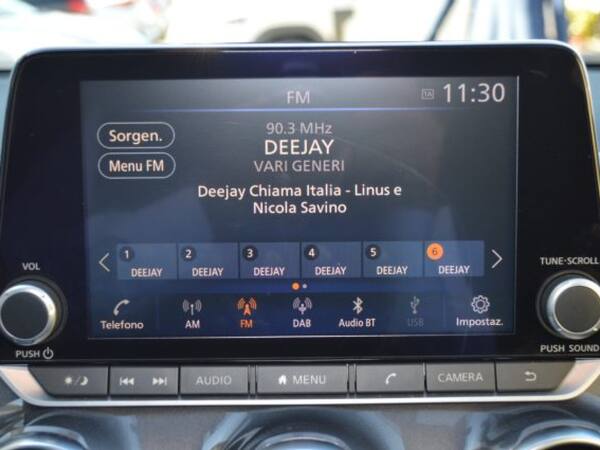 FM
1A 11:30
Sorgen.
Menu FM
90.3 MHz
DEEJAY
VARI GENERI
Deejay Chiama Italia - Linus e
Nicola Savino
1 2 3 4 5 6
DEEJAY DEEJAY DEEJAY DEEJAY DEEJAY DEEJAY
Telefono AM FM DAB Audio BT USB Impostaz.
VOL
PUSH
TUNE·SCROLL
PUSH SOUND
AUDIO MENU CAMERA